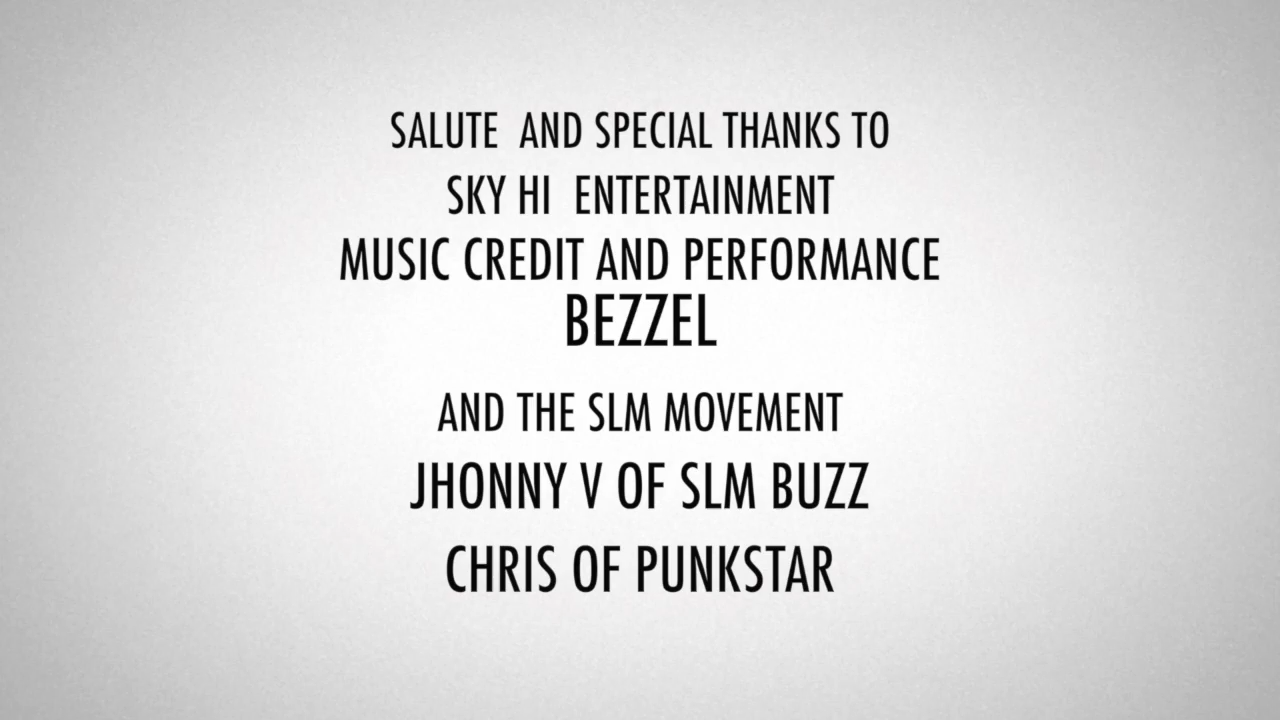 SALUTE  AND SPECIAL THANKS TO
SKY HI  ENTERTAINMENT
MUSIC CREDIT AND PERFORMANCE
BEZZEL
AND THE SLM MOVEMENT
JHONNY V OF SLM BUZZ
CHRIS OF PUNKSTAR